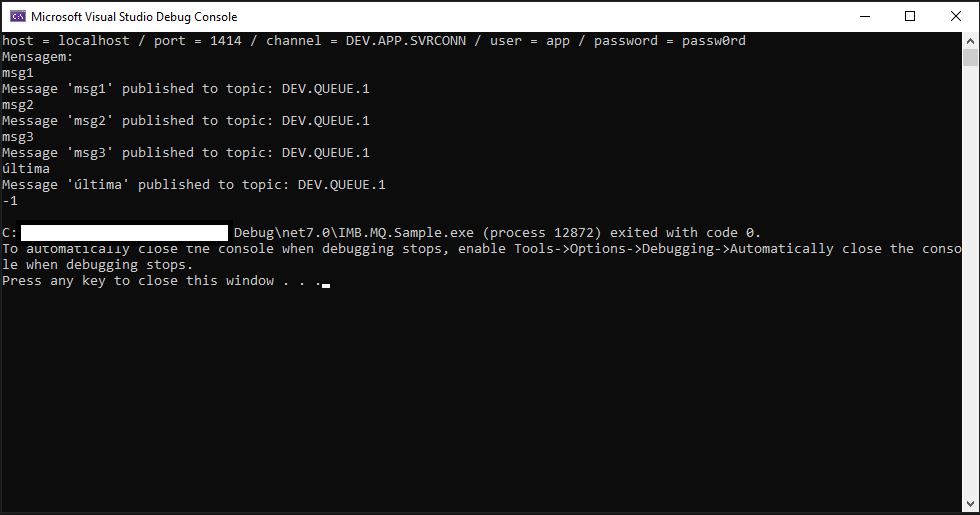 Microsoft Visual Studio Debug Console
host = localhost / port = 1414 / channel = DEV.APP.SVRCONN / user = app / password = passw0rd
Mensagem:
msg1
Message 'msg1' published to topic: DEV.QUEUE.1
msg2
Message 'msg2' published to topic: DEV.QUEUE.1
msg3
Message 'msg3' published to topic: DEV.QUEUE.1
última
Message 'última' published to topic: DEV.QUEUE.1
-1
C: Debug\net7.0\IMB.MQ.Sample.exe (process 12872) exited with code 0.
To automatically close the console when debugging stops, enable Tools->Options->Debugging->Automatically close the conso
le when debugging stops.
Press any key to close this window . . .